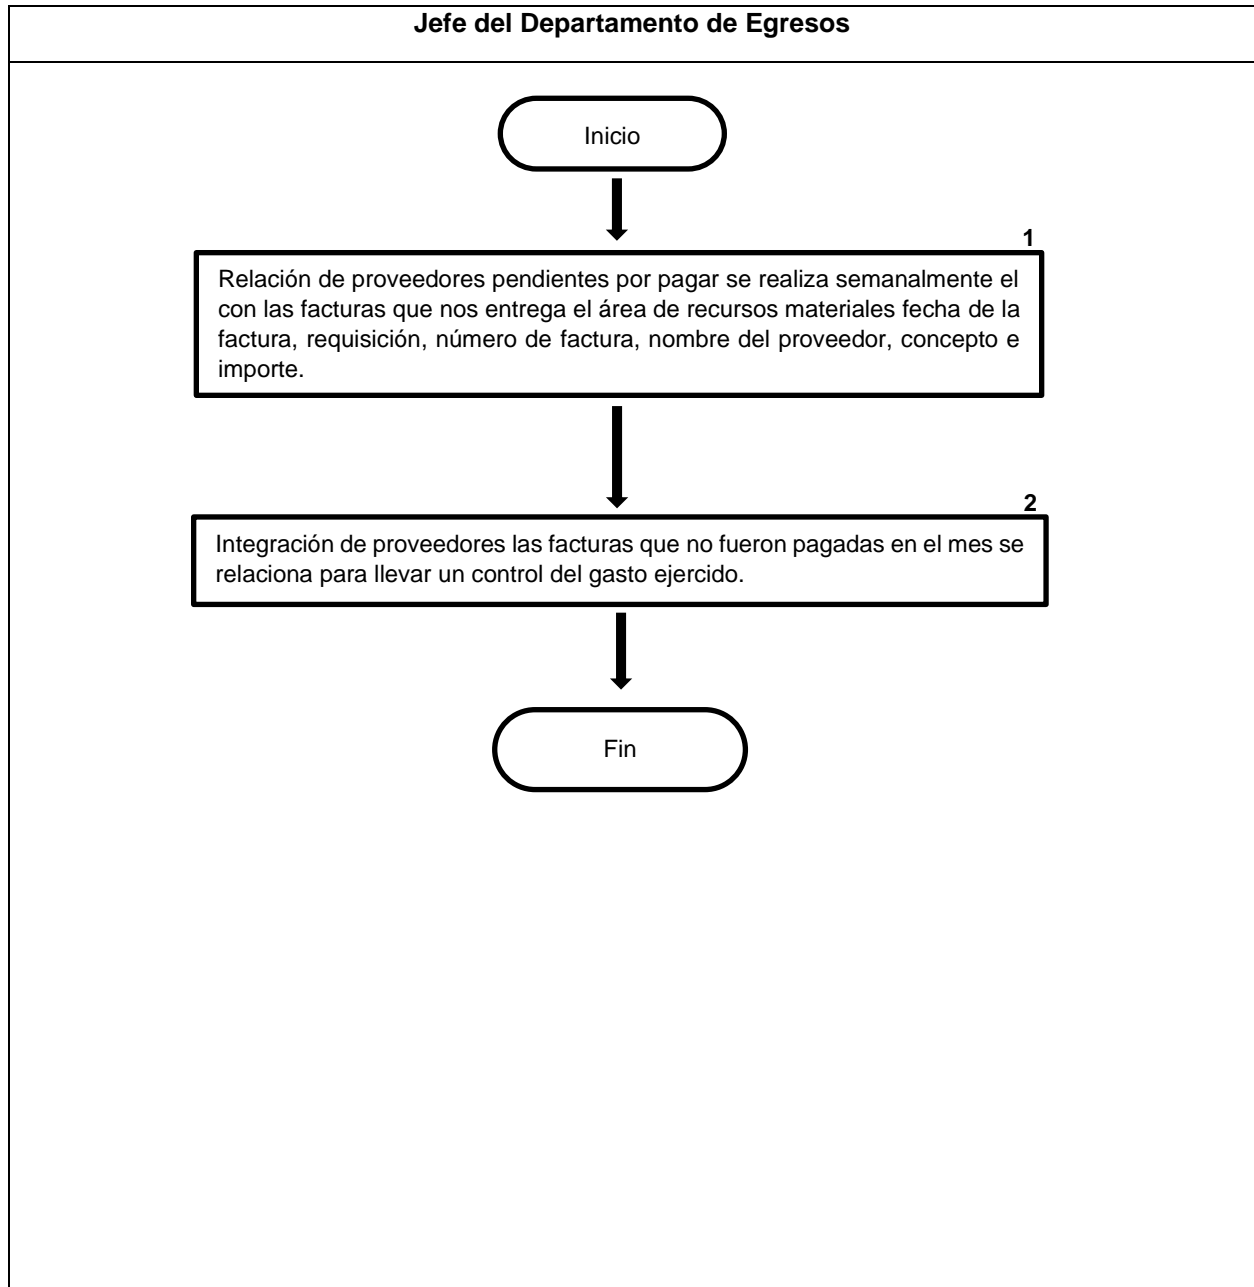 Jefe del Departamento de Egresos
Inicio
1
Relación de proveedores pendientes por pagar se realiza semanalmente el
con las facturas que nos entrega el área de recursos materiales fecha de la
factura, requisición, número de factura, nombre del proveedor, concepto e
importe.
2
Integración de proveedores las facturas que no fueron pagadas en el mes se
relaciona para llevar un control del gasto ejercido.
Fin